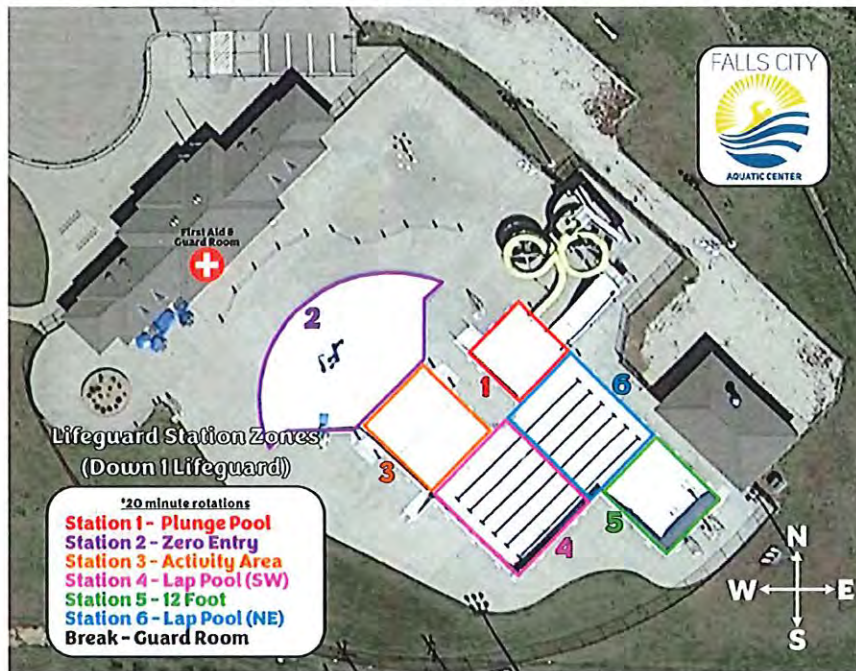 FALLS CITY
AQUATIC CENTER
First Aid &
Guard Room
2
1
6
3
5
4
Lifeguard Station Zones
(Down 1 Lifeguard)
*20 minute rotations
Station 1 - Plunge Pool
Station 2 - Zero Entry
Station 3 - Activity Area
Station 4 - Lap Pool (SW)
Station 5 - 12 Foot
Station 6 - Lap Pool (NE)
Break - Guard Room
N
W E
S